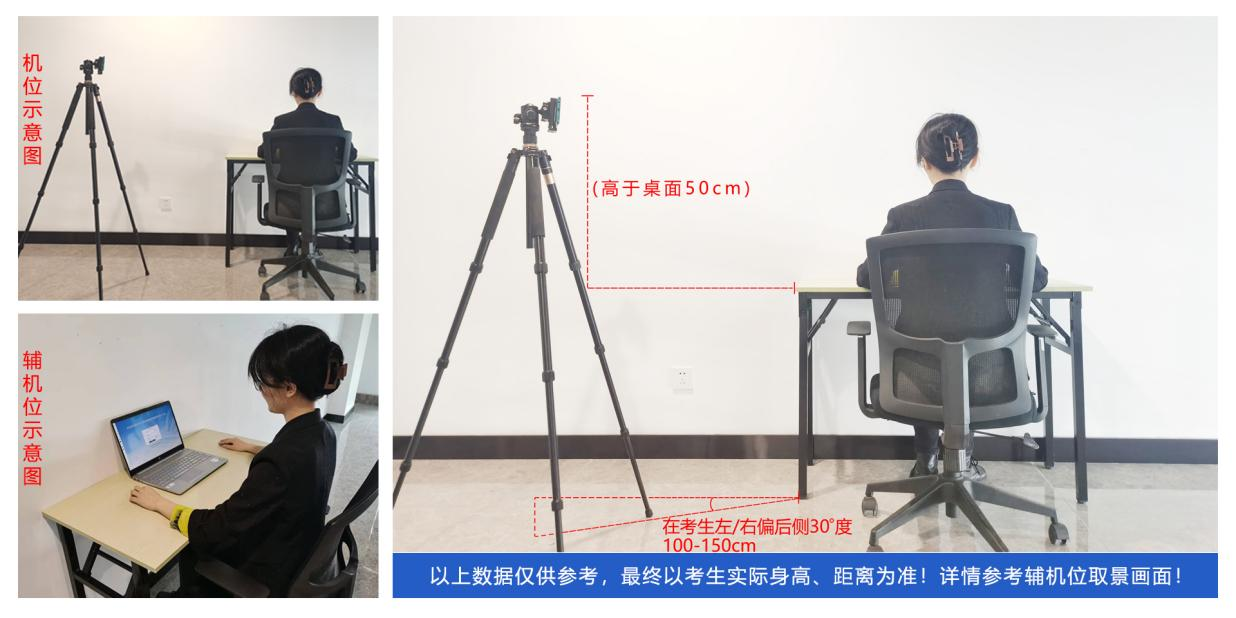 机位示意图
辅机位示意图
(高于桌面50cm)
在考生左/右偏后侧30°度
100-150cm
以上数据仅供参考，最终以考生实际身高、距离为准！详情参考辅机位取景画面！